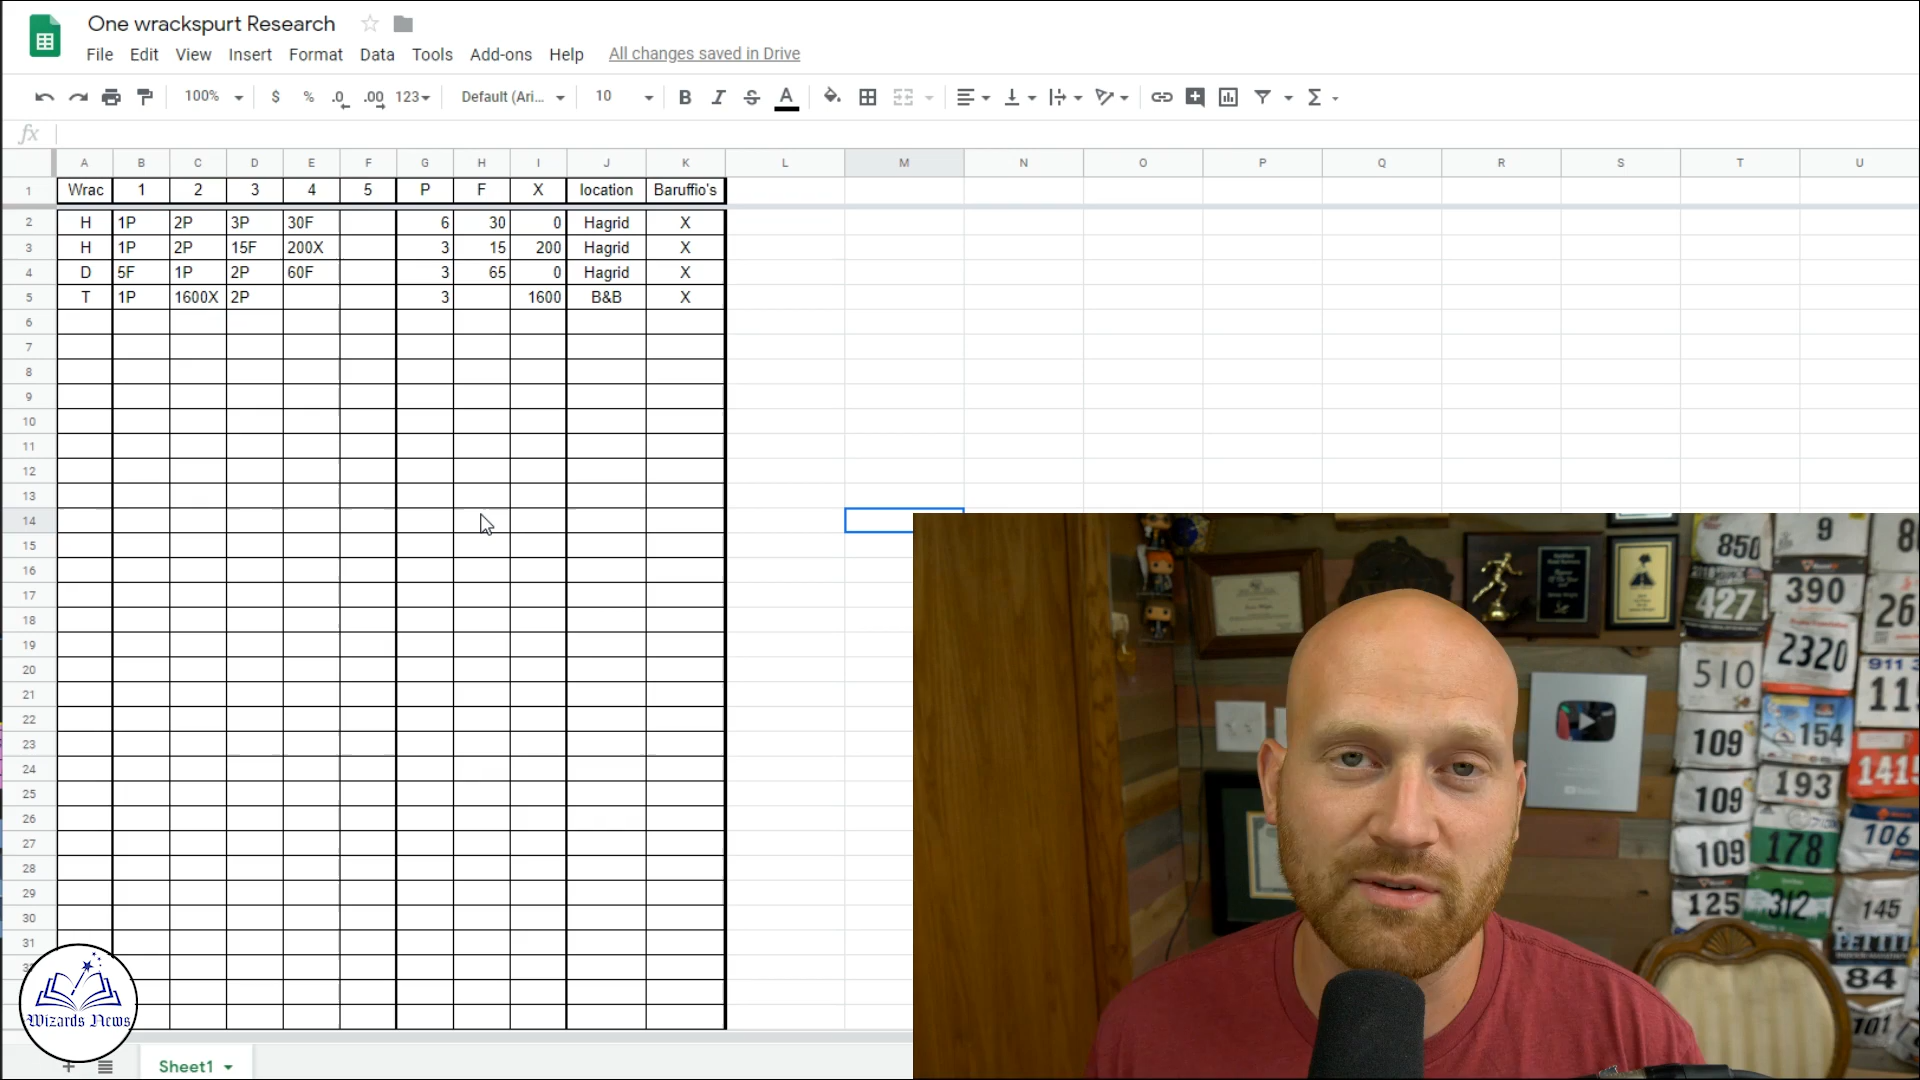 One wrackspurt Research
File Edit View Insert Format Data Tools Add-ons Help All changes saved in Drive
100% $ % .0 .00 123 Default (Ari... 10 B I S A Σ
fx
A B C D E F G H I J K L M N O P Q R S T U
1 Wrac 1 2 3 4 5 P F X location Baruffio's
2 H 1P 2P 3P 30F 6 30 0 Hagrid X
3 H 1P 2P 15F 200X 3 15 200 Hagrid X
4 D 5F 1P 2P 60F 3 65 0 Hagrid X
5 T 1P 1600X 2P 3 1600 B&B X
6
7
8
9
10
11
12
13
14
15
16
17
18
19
20
21
22
23
24
25
26
27
28
29
30
31
850 9
427 390 26
2320
510 911
109 154
193 141
109
109 178 106
125 312 145
84
101
Wizards News
+ Sheet1